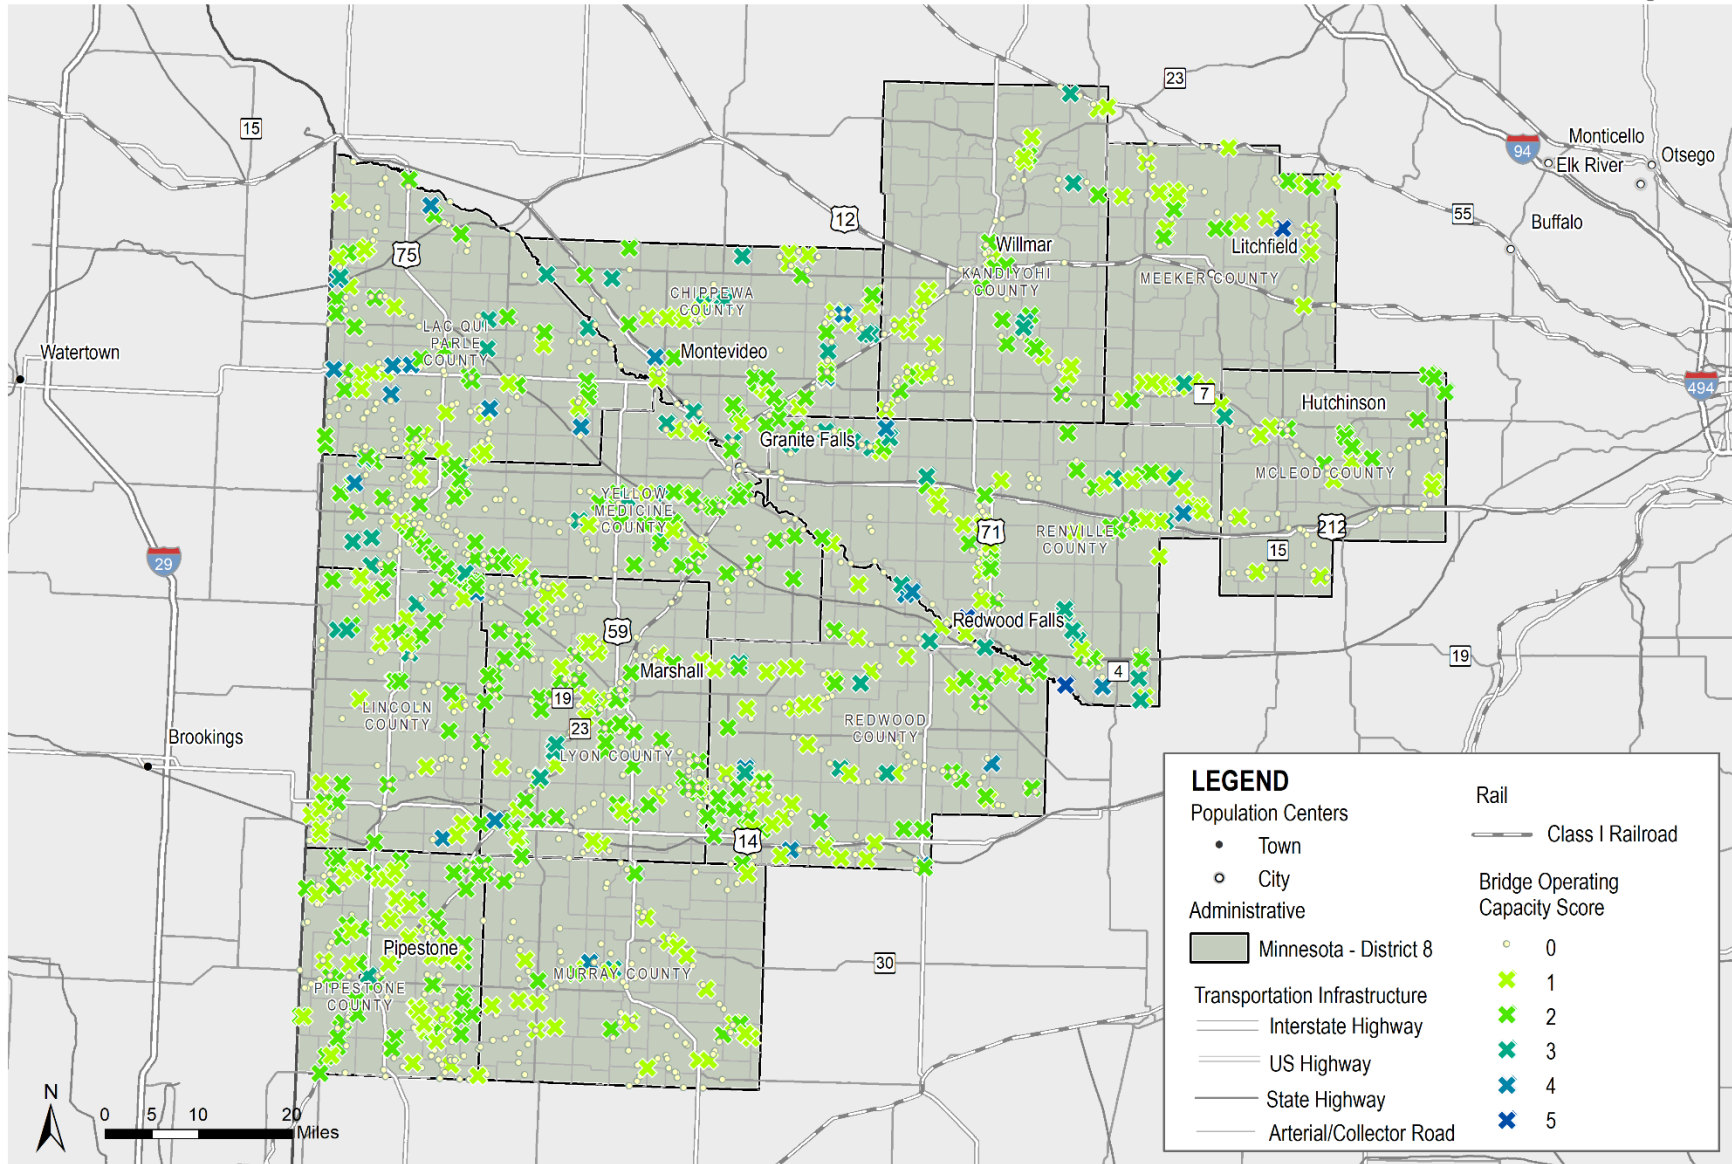 23
15
94
Monticello
Otsego
Elk River
12
55
Buffalo
75
Willmar
Litchfield
KANDIYOHI
COUNTY
MEEKER COUNTY
CHIPPEWA
COUNTY
LAC QUI
PARLE
COUNTY
Montevideo
Watertown
494
7
Hutchinson
Granite Falls
MCLEOD COUNTY
YELLOW
MEDICINE
COUNTY
71
RENVILLE
COUNTY
212
15
29
59
Redwood Falls
19
Marshall
4
19
LINCOLN
COUNTY
23
REDWOOD
COUNTY
Brookings
LYON COUNTY
14
Pipestone
30
MURRAY COUNTY
PIPESTONE
COUNTY
N
0 5 10 20
Miles
LEGEND
Population Centers
Town
City
Administrative
Minnesota - District 8
Transportation Infrastructure
Interstate Highway
US Highway
State Highway
Arterial/Collector Road
Rail
Class I Railroad
Bridge Operating
Capacity Score
0
1
2
3
4
5